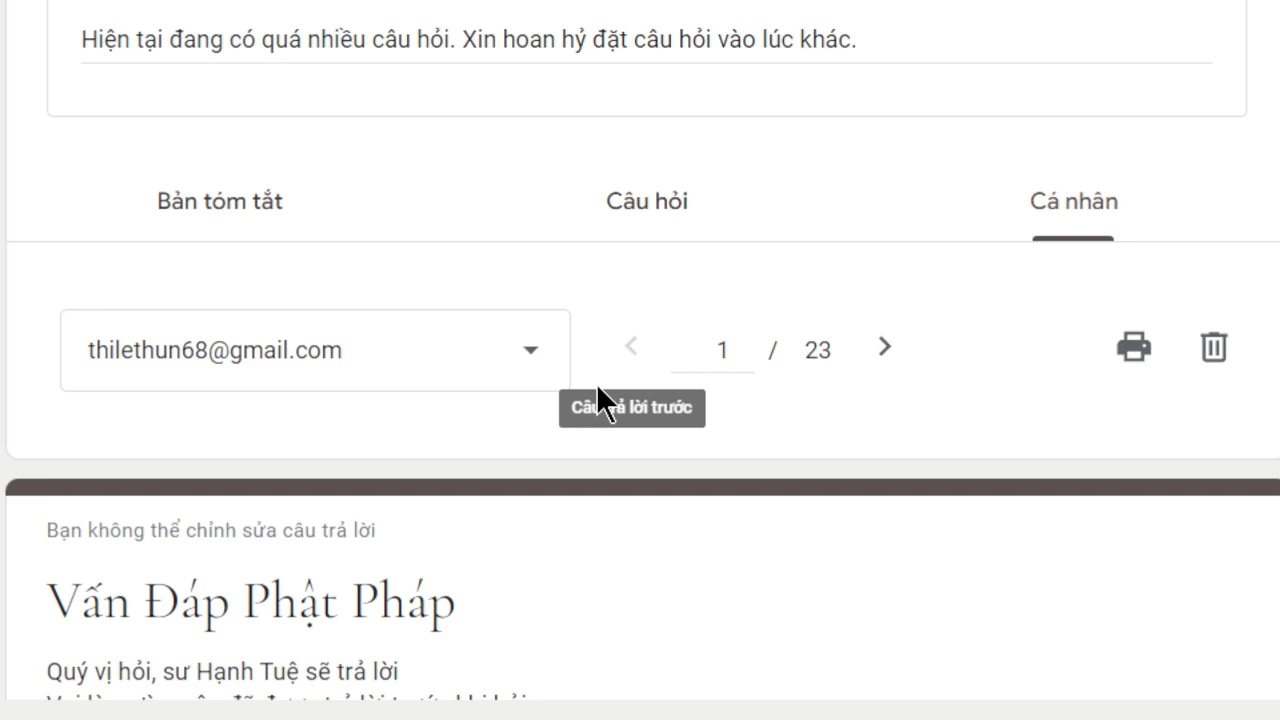 Hiện tại đang có quá nhiều câu hỏi. Xin hoan hỷ đặt câu hỏi vào lúc khác.
Bản tóm tắt Câu hỏi Cá nhân
thilethun68@gmail.com 1 / 23
lời trước
Bạn không thể chỉnh sửa câu trả lời
Vấn Đáp Phật Pháp
Quý vị hỏi, sư Hạnh Tuệ sẽ trả lời